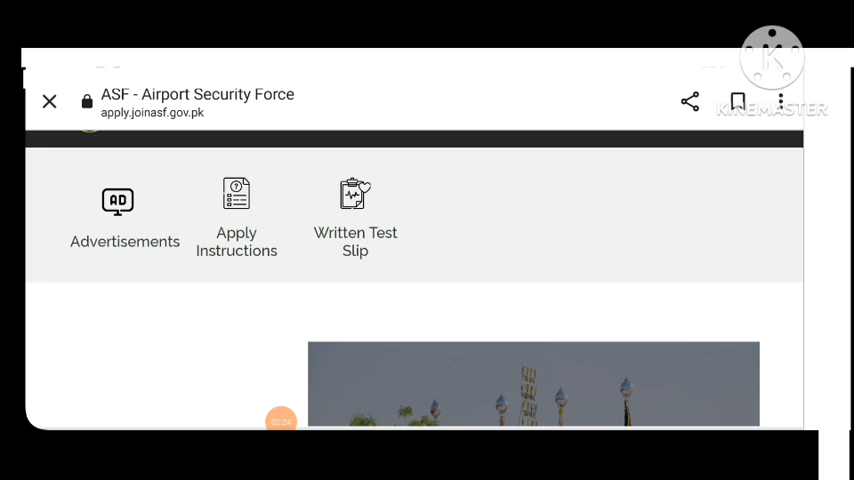 ASF - Airport Security Force
apply.joinasf.gov.pk
K
KINEMASTER
AD
Advertisements
Apply
Instructions
Written Test
Slip
02:24